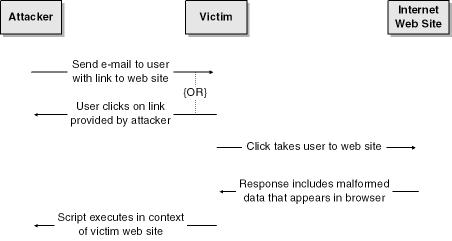 Attacker
Victim
Internet
Web Site
Send e-mail to user
with link to web site
{OR}
User clicks on link
provided by attacker
Click takes user to web site
Response includes malformed
data that appears in browser
Script executes in context
of victim web site